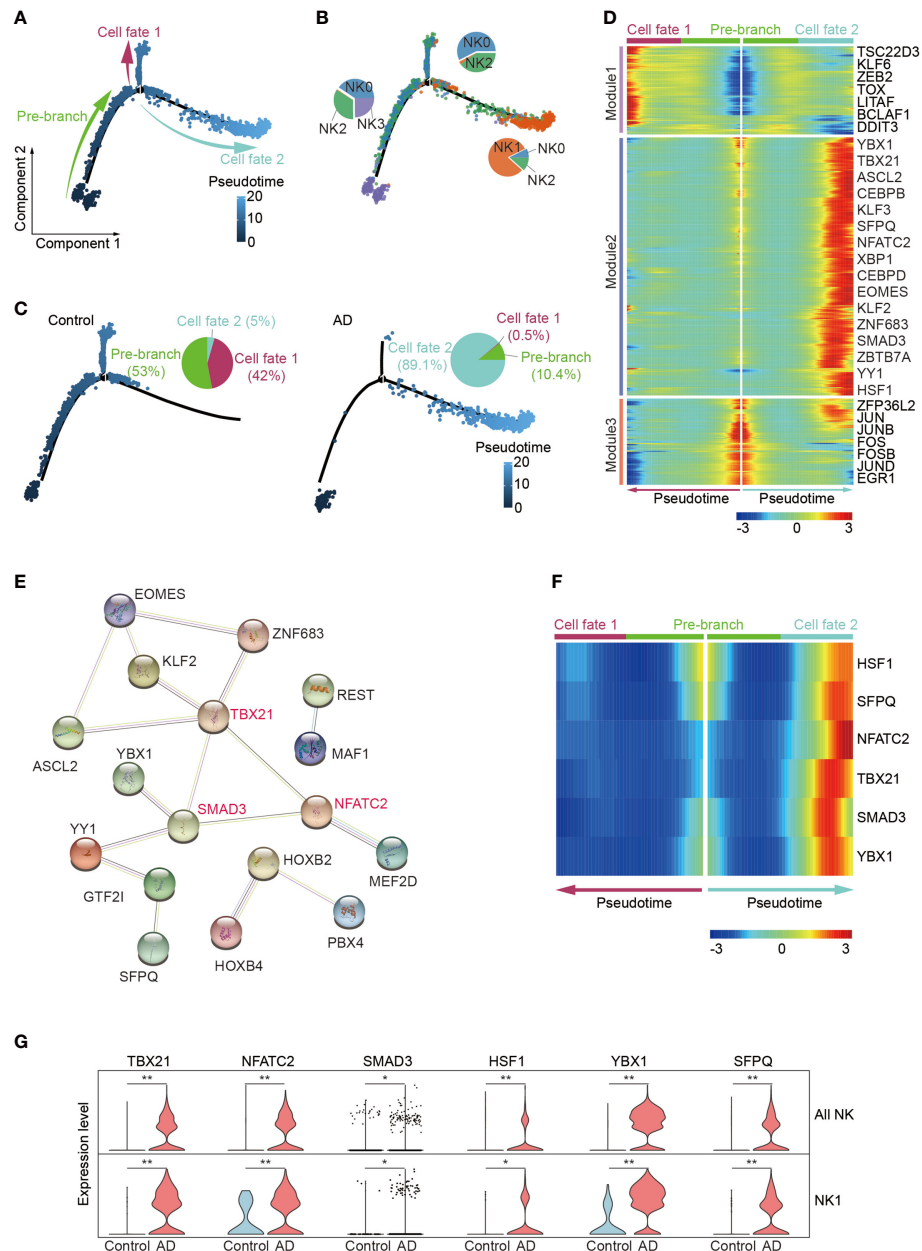 A
Cell fate 1
Pre-branch
Cell fate 2
Component 2
Component 1
Pseudotime
20
10
0
B
NK0
NK2
NK0
NK2
NK3
NK1
NK0
NK2
C
Control
Cell fate 2 (5%)
Pre-branch
(53%)
Cell fate 1
(42%)
AD
Cell fate 1
(0.5%)
Cell fate 2
(89.1%)
Pre-branch
(10.4%)
Pseudotime
20
10
0
D
Cell fate 1 Pre-branch Cell fate 2
Module1
TSC22D3
KLF6
ZEB2
TOX
LITAF
BCLAF1
DDIT3
Module2
YBX1
TBX21
ASCL2
CEBPB
KLF3
SFPQ
NFATC2
XBP1
CEBPD
EOMES
KLF2
ZNF683
SMAD3
ZBTB7A
YY1
HSF1
Module3
ZFP36L2
JUN
JUNB
FOS
FOSB
JUND
EGR1
Pseudotime Pseudotime
-3 0 3
E
EOMES
ZNF683
KLF2
REST
TBX21
ASCL2
MAF1
YBX1
SMAD3
NFATC2
YY1
HOXB2
MEF2D
GTF2I
PBX4
HOXB4
SFPQ
F
Cell fate 1 Pre-branch Cell fate 2
HSF1
SFPQ
NFATC2
TBX21
SMAD3
YBX1
Pseudotime Pseudotime
-3 0 3
G
TBX21 NFATC2 SMAD3 HSF1 YBX1 SFPQ
Expression level
** ** * ** ** **
All NK
** ** * * ** **
NK1
Control AD Control AD Control AD Control AD Control AD Control AD